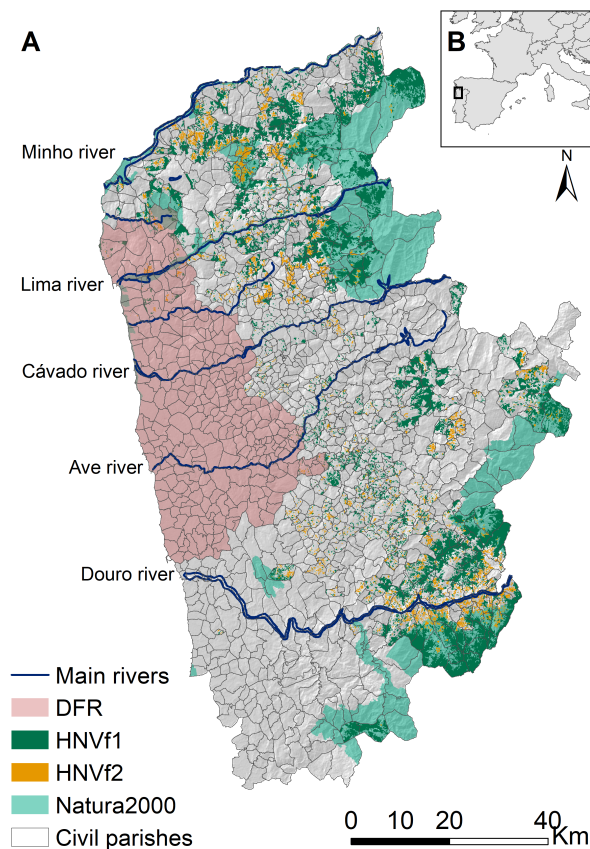 A
B
N
Minho river
Lima river
Cávado river
Ave river
Douro river
Main rivers
DFR
HNVf1
HNVf2
Natura2000
Civil parishes
0 10 20 40
Km